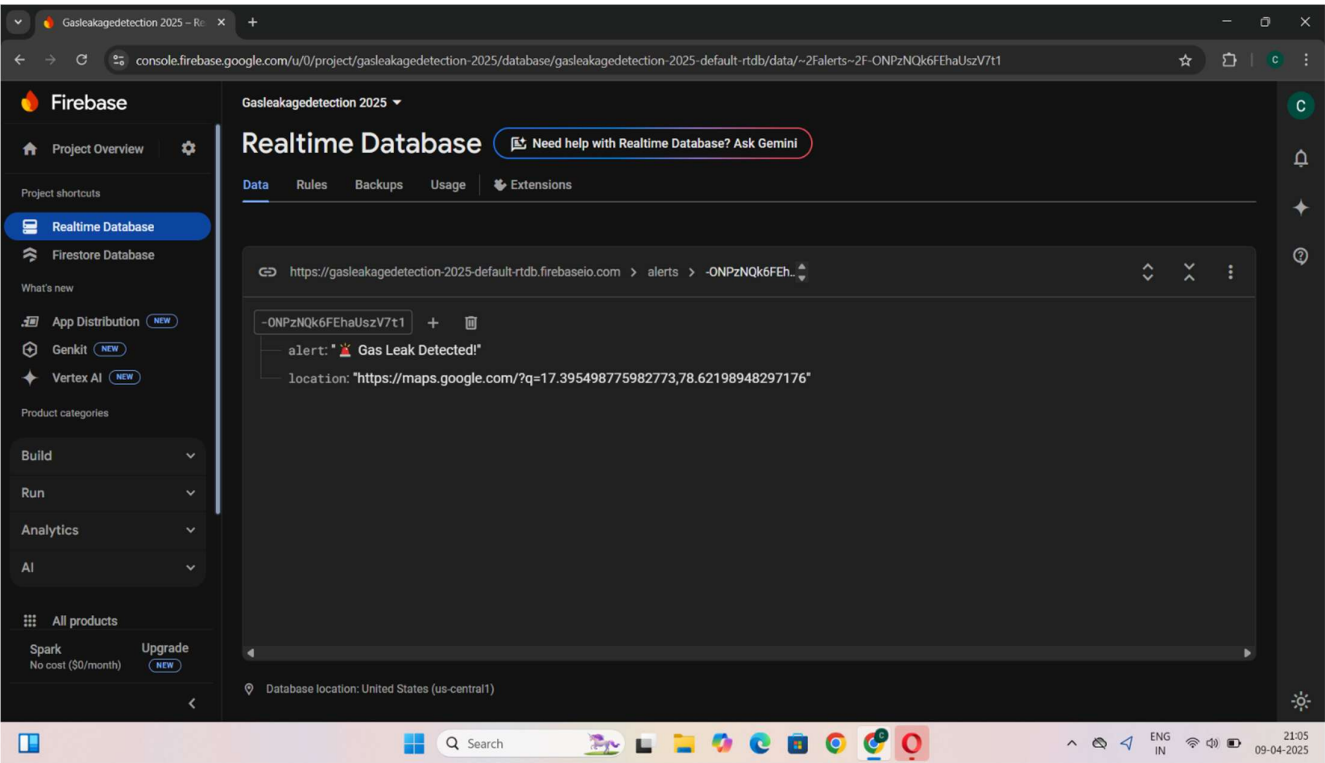 Gasleakagedetection 2025 – Re
console.firebase.google.com/u/0/project/gasleakagedetection-2025/database/gasleakagedetection-2025-default-rtdb/data/~2Falerts~2F-ONPzNQk6FEhaUszV7t1
C
Firebase
Project Overview
Project shortcuts
Realtime Database
Firestore Database
What's new
App Distribution NEW
Genkit NEW
Vertex AI NEW
Product categories
Build
Run
Analytics
AI
All products
Spark
No cost ($0/month)
Upgrade
NEW
Gasleakagedetection 2025
Realtime Database
Need help with Realtime Database? Ask Gemini
Data Rules Backups Usage Extensions
https://gasleakagedetection-2025-default-rtdb.firebaseio.com > alerts > -ONPzNQk6FEh..
-ONPzNQk6FEhaUszV7t1
alert: "🚨 Gas Leak Detected!"
location: "https://maps.google.com/?q=17.395498775982773,78.62198948297176"
Database location: United States (us-central1)
C
Search
ENG
IN
21:05
09-04-2025